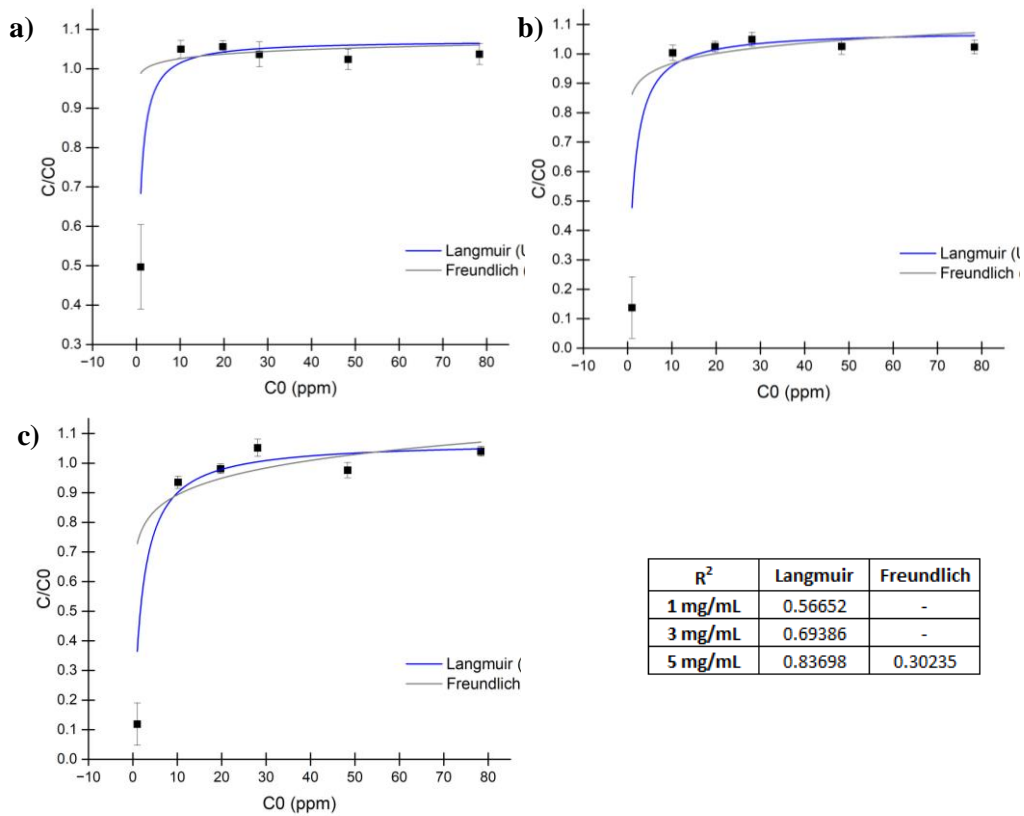 a)
1.1
1.0
0.9
0.8
0.7
0.6
0.5
0.4
0.3
C/C0
−10 0 10 20 30 40 50 60 70 80
C0 (ppm)
Langmuir (
Freundlich (
b)
1.1
1.0
0.9
0.8
0.7
0.6
0.5
0.4
0.3
0.2
0.1
0.0
C/C0
−10 0 10 20 30 40 50 60 70 80
C0 (ppm)
Langmuir (
Freundlich (
c)
1.1
1.0
0.9
0.8
0.7
0.6
0.5
0.4
0.3
0.2
0.1
0.0
C/C0
−10 0 10 20 30 40 50 60 70 80
C0 (ppm)
Langmuir (
Freundlich
R² Langmuir Freundlich
1 mg/mL 0.56652 -
3 mg/mL 0.69386 -
5 mg/mL 0.83698 0.30235